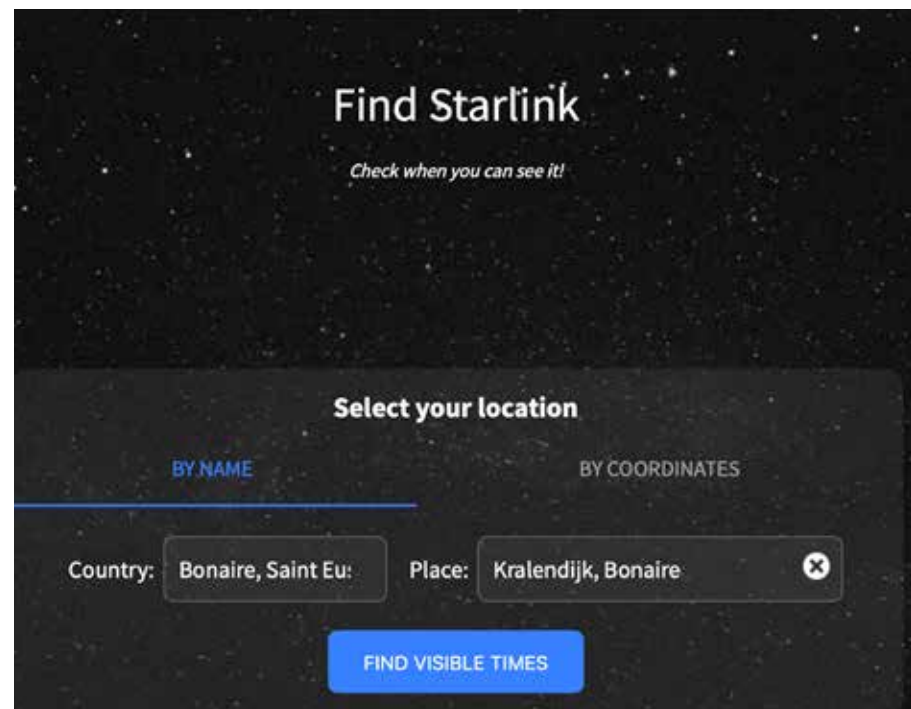 Find Starlink
Check when you can see it!
Select your location
BY NAME BY COORDINATES
Country: Bonaire, Saint Eu: Place: Kralendijk, Bonaire
FIND VISIBLE TIMES